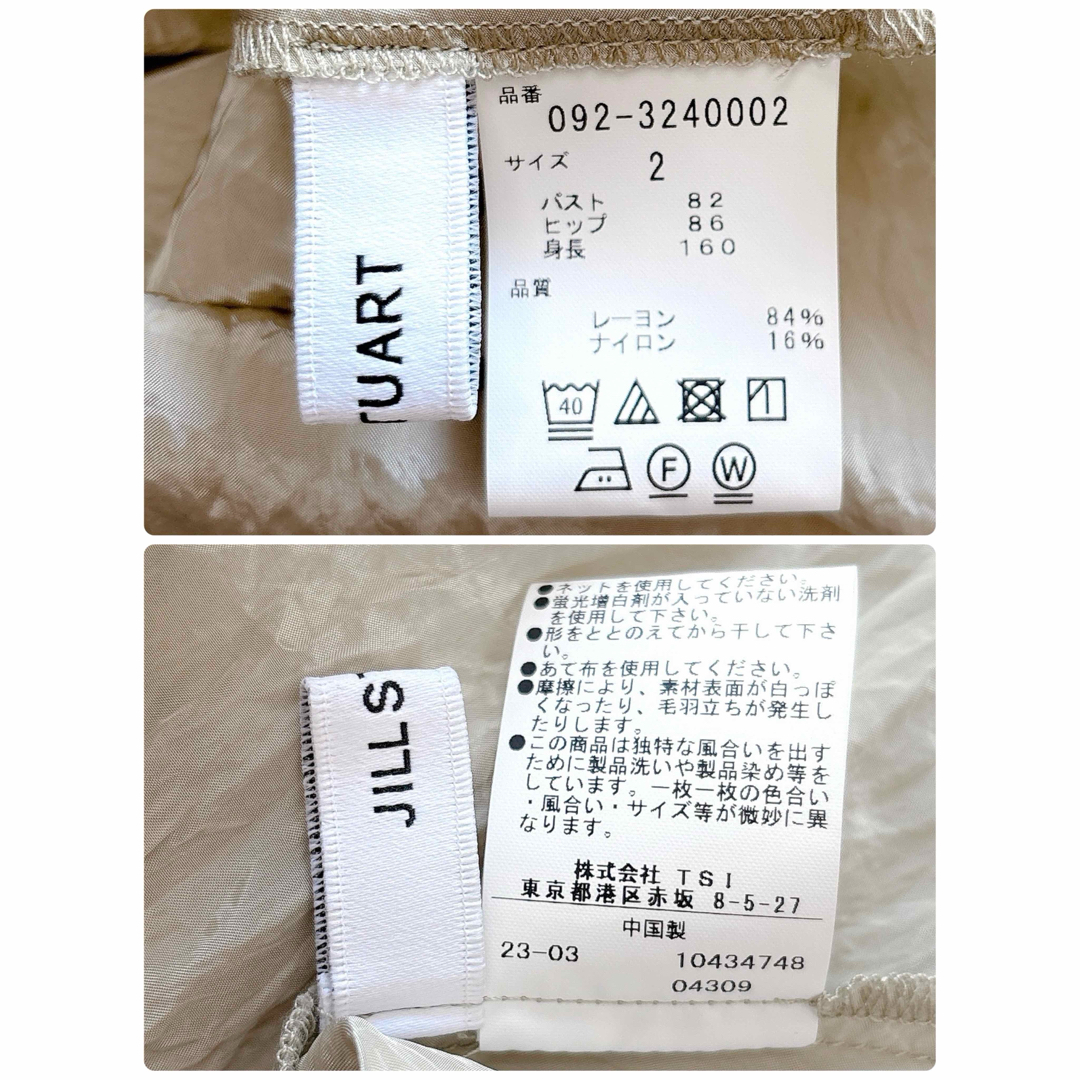 TUART
品番
092-3240002
サイズ 2
バスト 82
ヒップ 86
身長 160
品質
レーヨン 84%
ナイロン 16%
40
F W
JILL S
●ネットを使用してください。
●蛍光増白剤が入っていない洗剤
を使用して下さい。
●形をととのえてから干して下さ
い。
●あて布を使用してください。
●摩擦により、素材表面が白っぽ
くなったり、毛羽立ちが発生し
たりします。
●この商品は独特な風合いを出す
ために製品洗いや製品染め等を
しています。一枚一枚の色合い
・風合い・サイズ等が微妙に異
なります。
株式会社 TSI
東京都港区赤坂 8-5-27
中国製
23-03 10434748
04309